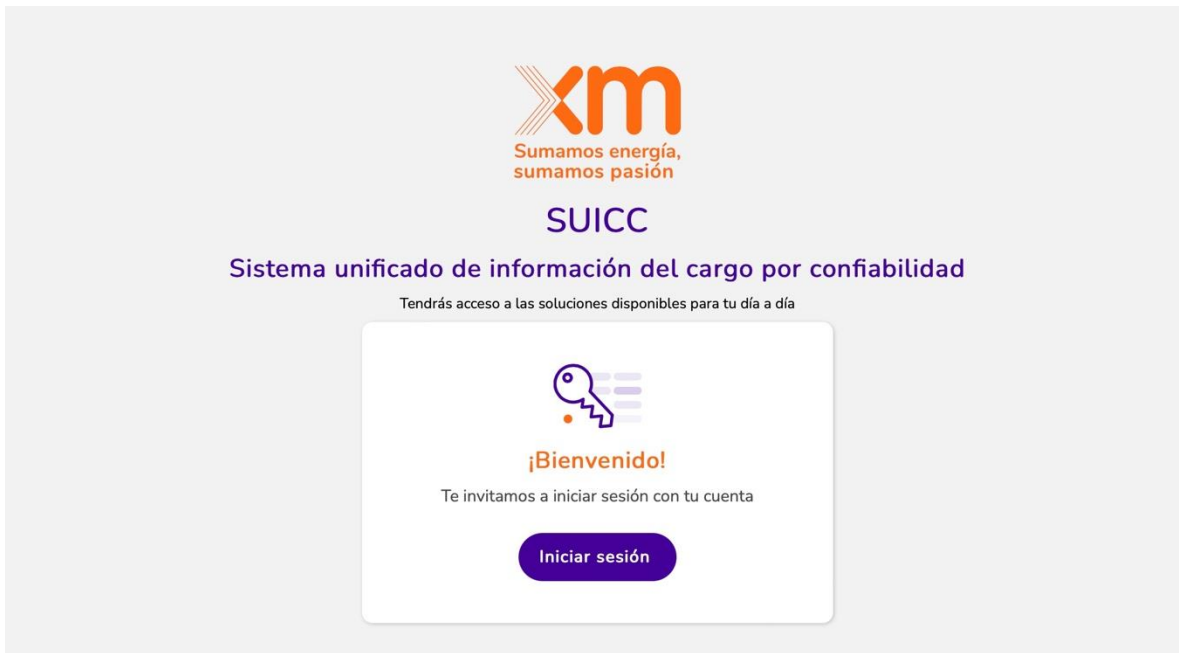 xm
Sumamos energía,
sumamos pasión
SUICC
Sistema unificado de información del cargo por confiabilidad
Tendrás acceso a las soluciones disponibles para tu día a día
¡Bienvenido!
Te invitamos a iniciar sesión con tu cuenta
Iniciar sesión